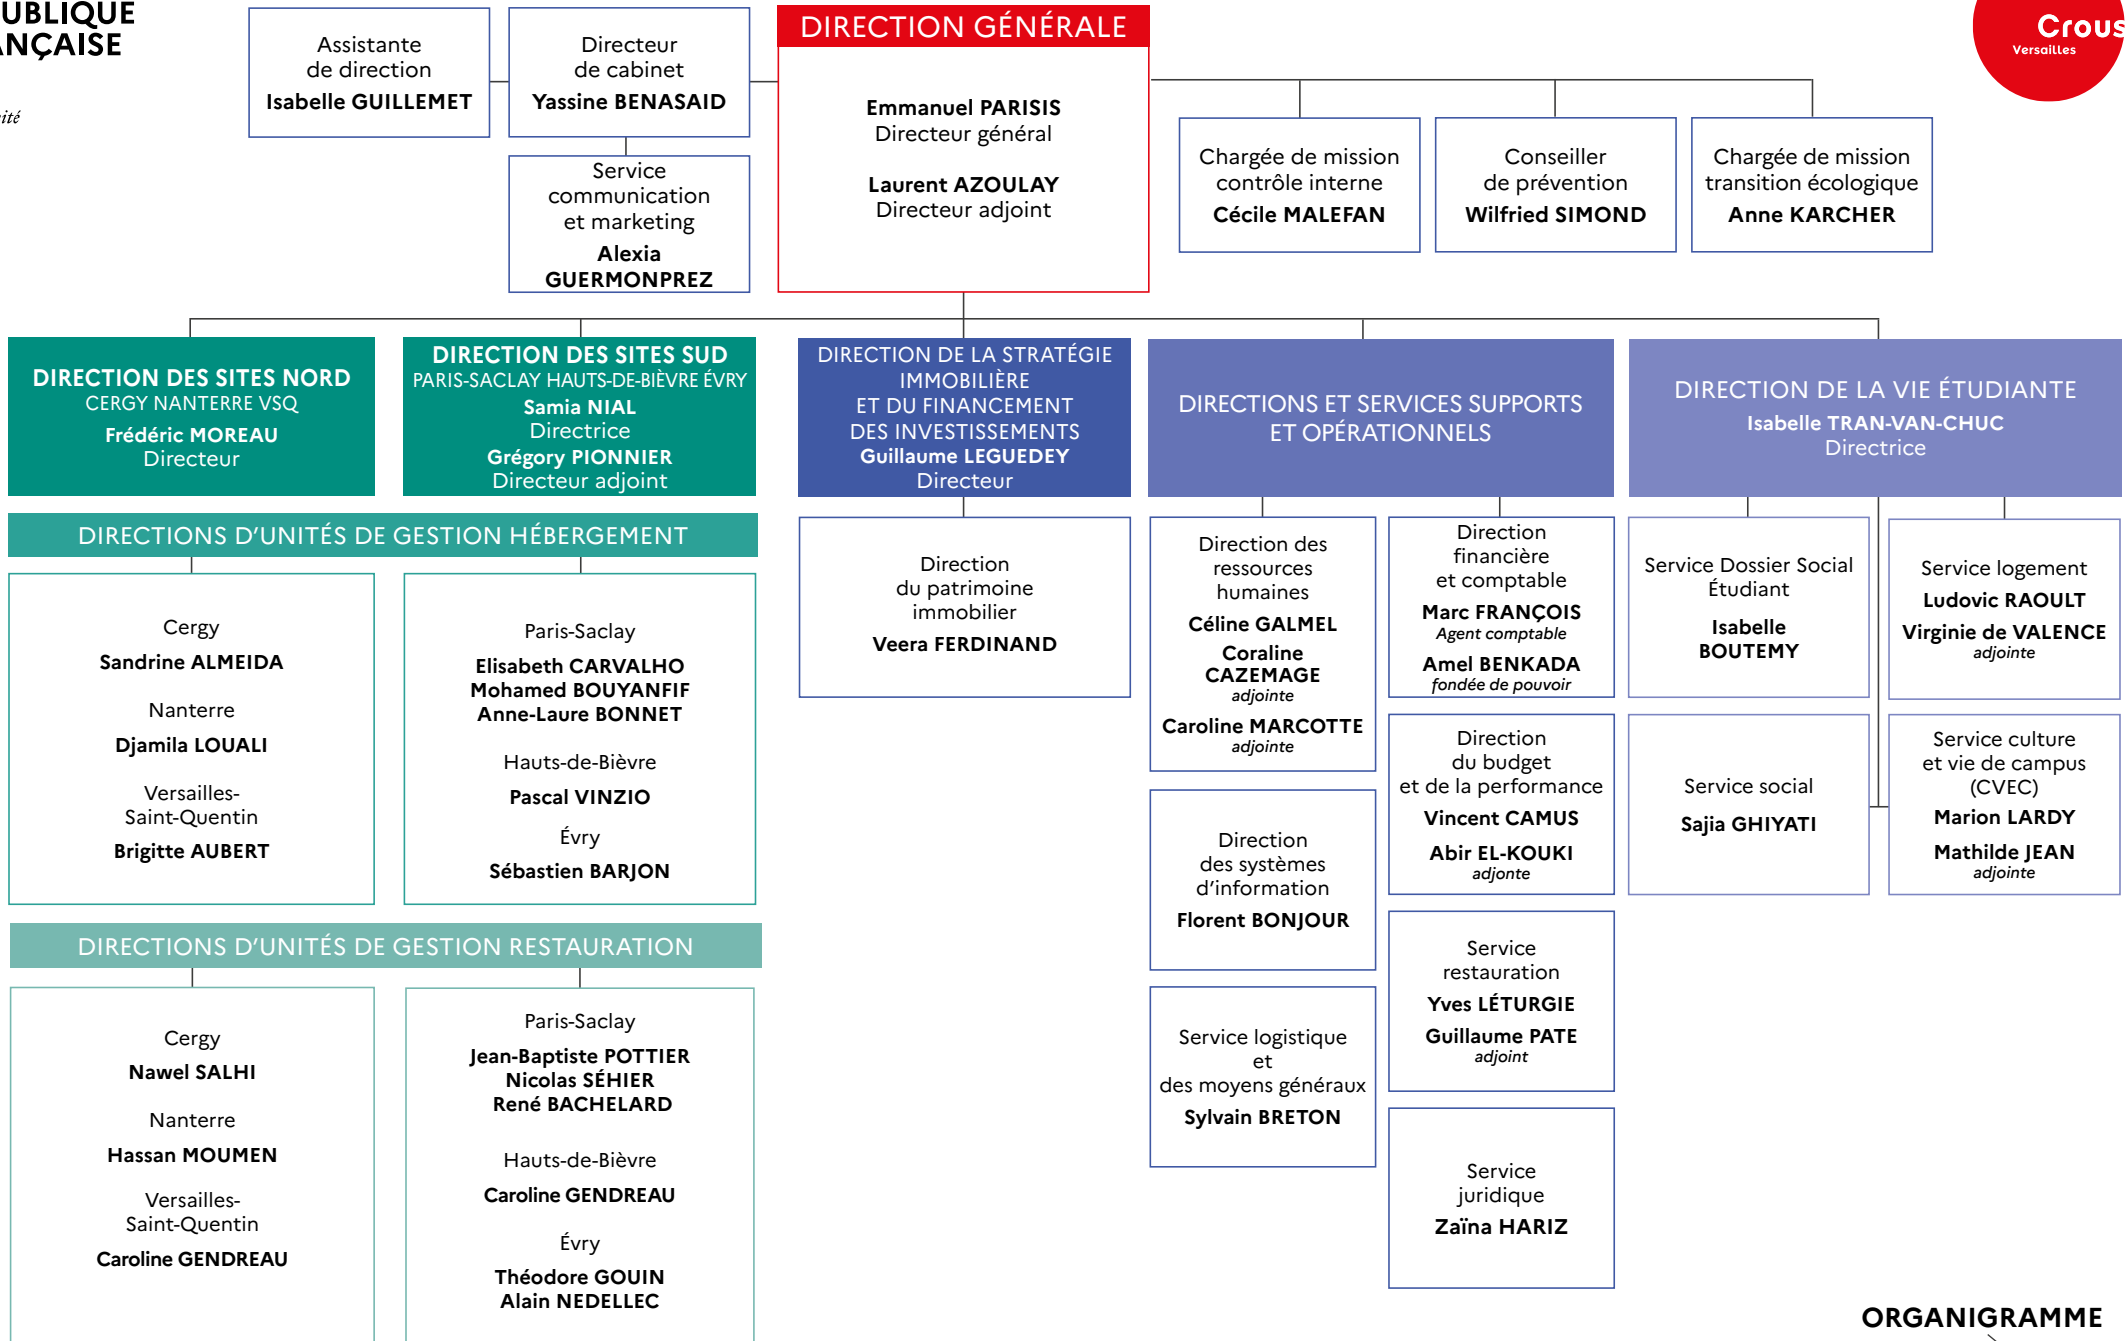 UBLIQUE
NÇAISE
ité
Assistante
de direction
Isabelle GUILLEMET
Directeur
de cabinet
Yassine BENASAID
Service
communication
et marketing
Alexia
GUERMONPREZ
DIRECTION GÉNÉRALE
Emmanuel PARISIS
Directeur général
Laurent AZOULAY
Directeur adjoint
Chargée de mission
contrôle interne
Cécile MALEFAN
Conseiller
de prévention
Wilfried SIMOND
Chargée de mission
transition écologique
Anne KARCHER
Crous
Versailles
DIRECTION DES SITES NORD
CERGY NANTERRE VSQ
Frédéric MOREAU
Directeur
DIRECTION DES SITES SUD
PARIS-SACLAY HAUTS-DE-BIÈVRE ÉVRY
Samia NIAL
Directrice
Grégory PIONNIER
Directeur adjoint
DIRECTION DE LA STRATÉGIE
IMMOBILIÈRE
ET DU FINANCEMENT
DES INVESTISSEMENTS
Guillaume LEGUEDEY
Directeur
DIRECTIONS ET SERVICES SUPPORTS
ET OPÉRATIONNELS
DIRECTION DE LA VIE ÉTUDIANTE
Isabelle TRAN-VAN-CHUC
Directrice
DIRECTIONS D'UNITÉS DE GESTION HÉBERGEMENT
Cergy
Sandrine ALMEIDA
Nanterre
Djamila LOUALI
Versailles-
Saint-Quentin
Brigitte AUBERT
Paris-Saclay
Elisabeth CARVALHO
Mohamed BOUYANFIF
Anne-Laure BONNET
Hauts-de-Bièvre
Pascal VINZIO
Évry
Sébastien BARJON
DIRECTIONS D'UNITÉS DE GESTION RESTAURATION
Cergy
Nawel SALHI
Nanterre
Hassan MOUMEN
Versailles-
Saint-Quentin
Caroline GENDREAU
Paris-Saclay
Jean-Baptiste POTTIER
Nicolas SÉHIER
René BACHELARD
Hauts-de-Bièvre
Caroline GENDREAU
Évry
Théodore GOUIN
Alain NEDELLEC
Direction
du patrimoine
immobilier
Veera FERDINAND
Direction des
ressources
humaines
Céline GALMEL
Coraline
CAZEMAGE
adjointe
Caroline MARCOTTE
adjointe
Direction
des systèmes
d'information
Florent BONJOUR
Service logistique
et
des moyens généraux
Sylvain BRETON
Direction
financière
et comptable
Marc FRANÇOIS
Agent comptable
Amel BENKADA
fondée de pouvoir
Direction
du budget
et de la performance
Vincent CAMUS
Abir EL-KOUKI
adjonte
Service
restauration
Yves LÉTURGIE
Guillaume PATE
adjoint
Service
juridique
Zaïna HARIZ
Service Dossier Social
Étudiant
Isabelle
BOUTEMY
Service social
Sajia GHIYATI
Service logement
Ludovic RAOULT
Virginie de VALENCE
adjointe
Service culture
et vie de campus
(CVEC)
Marion LARDY
Mathilde JEAN
adjointe
ORGANIGRAMME